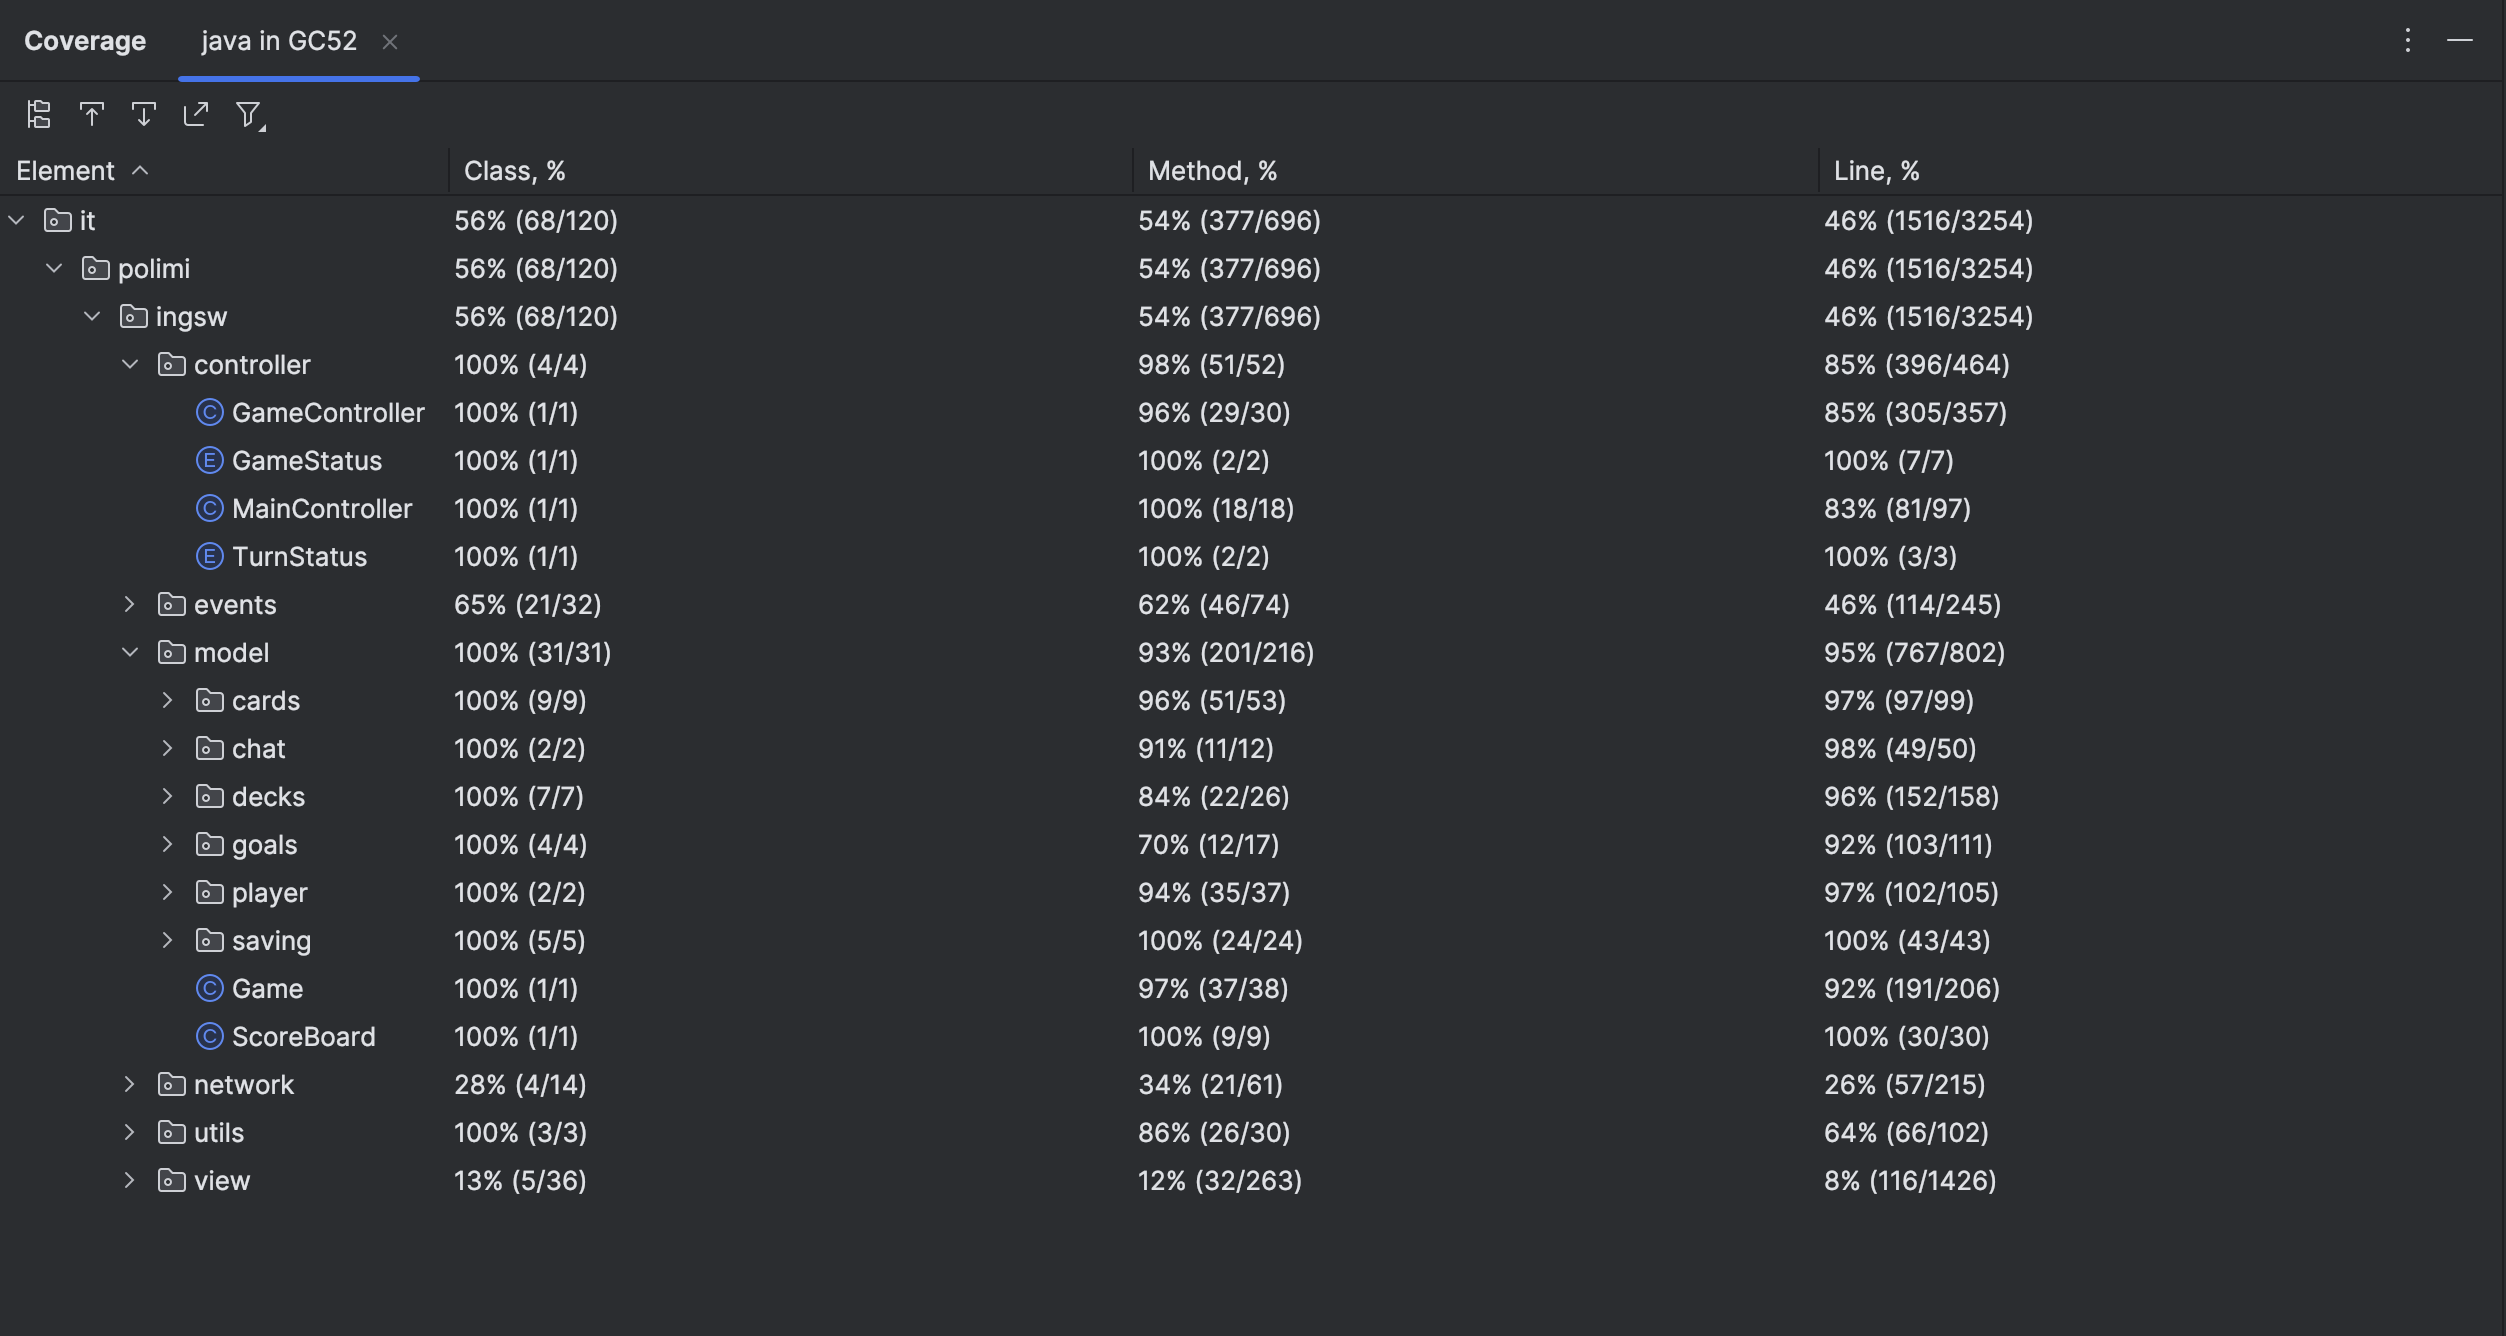 Coverage java in GC52
Element Class, % Method, % Line, %
it 56% (68/120) 54% (377/696) 46% (1516/3254)
polimi 56% (68/120) 54% (377/696) 46% (1516/3254)
ingsw 56% (68/120) 54% (377/696) 46% (1516/3254)
controller 100% (4/4) 98% (51/52) 85% (396/464)
C GameController 100% (1/1) 96% (29/30) 85% (305/357)
E GameStatus 100% (1/1) 100% (2/2) 100% (7/7)
C MainController 100% (1/1) 100% (18/18) 83% (81/97)
E TurnStatus 100% (1/1) 100% (2/2) 100% (3/3)
events 65% (21/32) 62% (46/74) 46% (114/245)
model 100% (31/31) 93% (201/216) 95% (767/802)
cards 100% (9/9) 96% (51/53) 97% (97/99)
chat 100% (2/2) 91% (11/12) 98% (49/50)
decks 100% (7/7) 84% (22/26) 96% (152/158)
goals 100% (4/4) 70% (12/17) 92% (103/111)
player 100% (2/2) 94% (35/37) 97% (102/105)
saving 100% (5/5) 100% (24/24) 100% (43/43)
C Game 100% (1/1) 97% (37/38) 92% (191/206)
C ScoreBoard 100% (1/1) 100% (9/9) 100% (30/30)
network 28% (4/14) 34% (21/61) 26% (57/215)
utils 100% (3/3) 86% (26/30) 64% (66/102)
view 13% (5/36) 12% (32/263) 8% (116/1426)